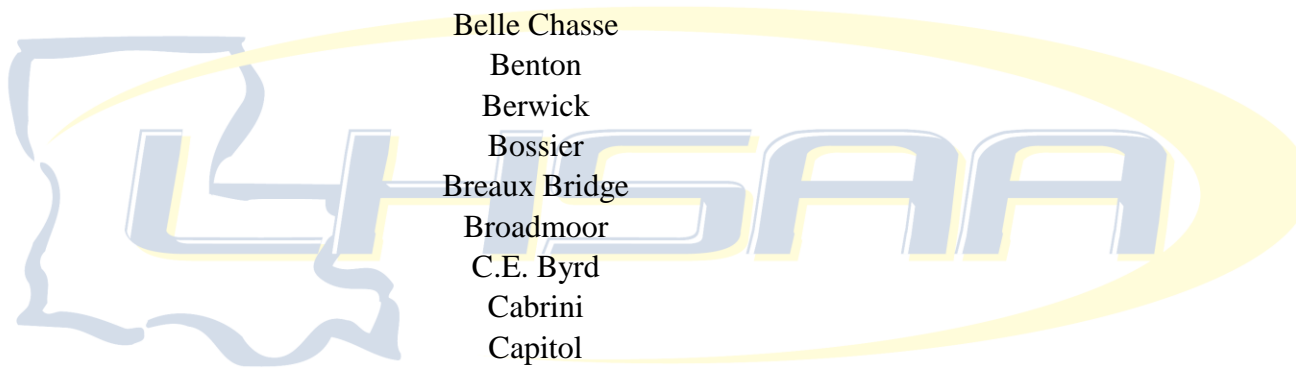 Belle Chasse
Benton
Berwick
Bossier
Breaux Bridge
LHSAA
Broadmoor
C.E. Byrd
Cabrini
Capitol